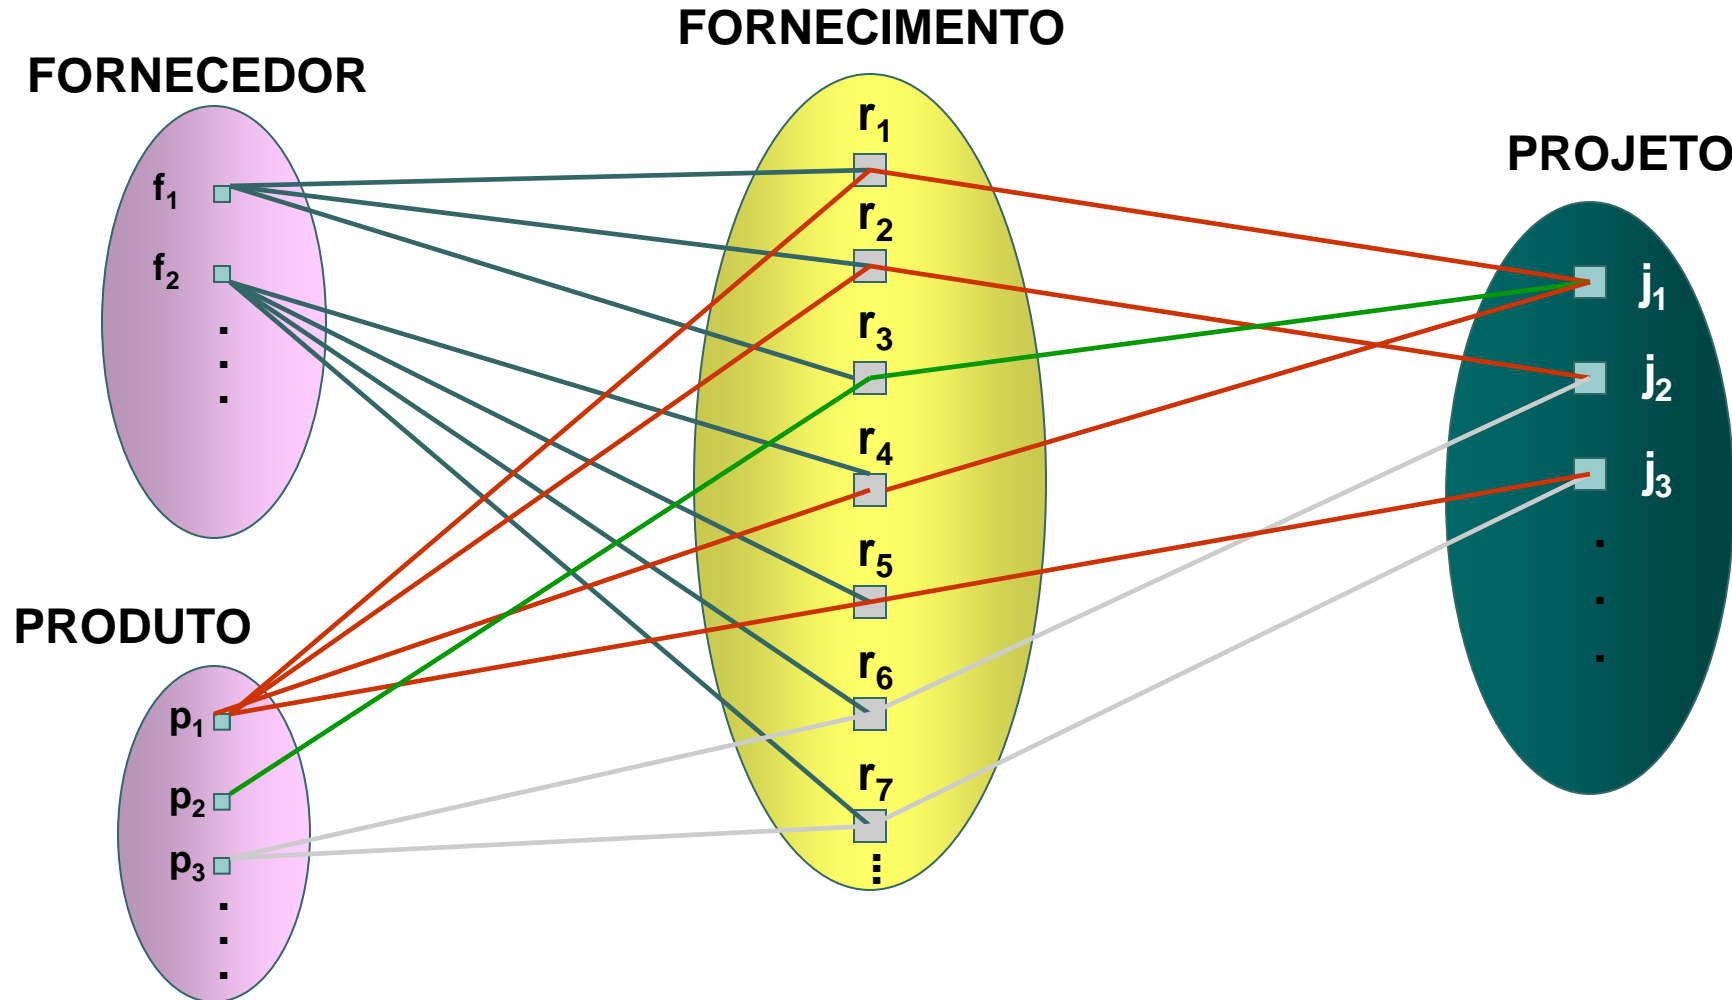 FORNECIMENTO
FORNECEDOR
r1
PROJETO
f1
r2
f2
j1
r3
j2
r4
j3
r5
PRODUTO
r6
p1
r7
p2
p3